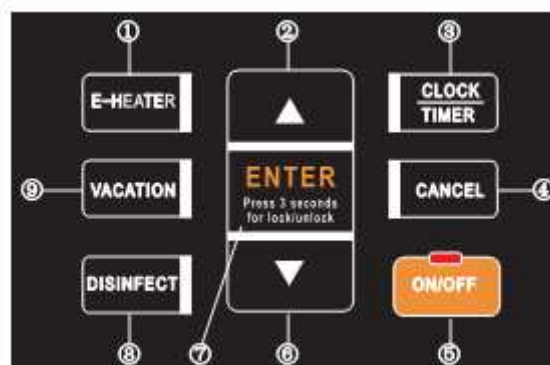 ① ② ③
E-HEATER
▲
CLOCK
TIMER
⑨ VACATION
ENTER
Press 3 seconds
for lock/unlock
CANCEL ④
DISINFECT
▼
ON/OFF
⑧ ⑦ ⑥ ⑤